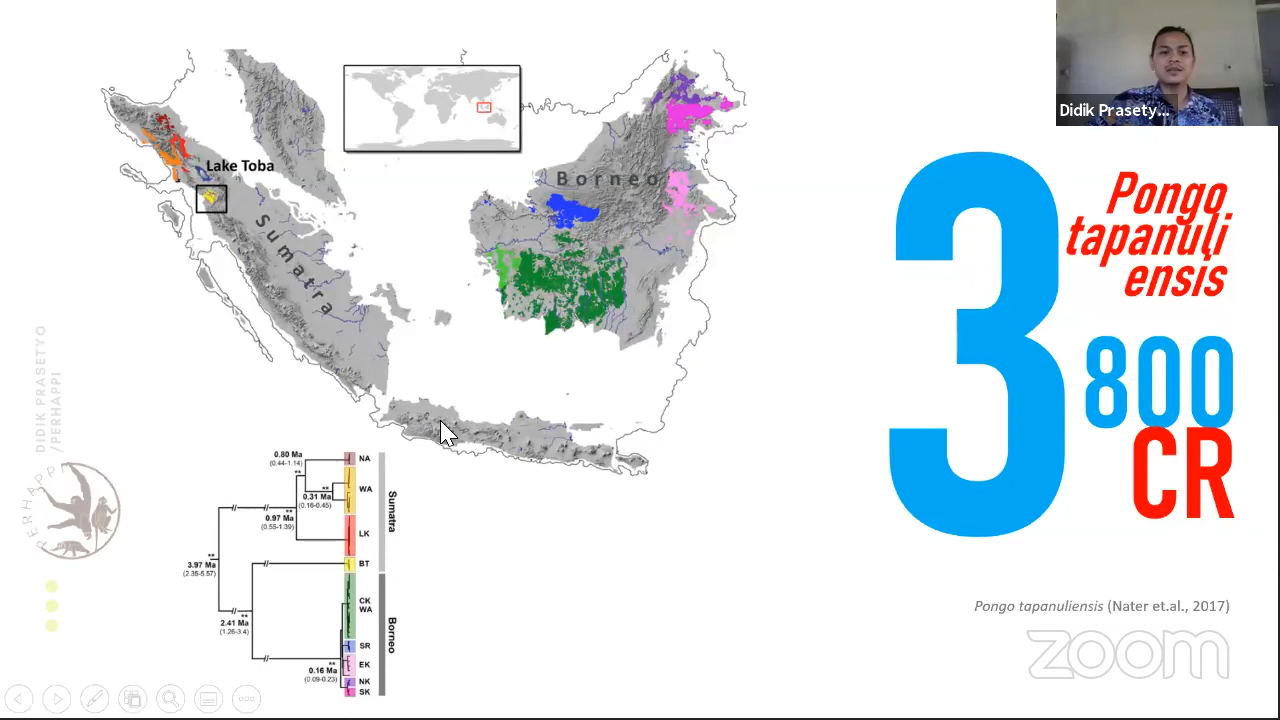 Didik Prasety...
Lake Toba
Sumatra
Borneo
3
Pongo
tapanuli
ensis
800
CR
DIDIK PRASETYO
/PERHAPPI
PERHAPPI
0.80 Ma
(0.44-1.14)
**
NA
**
0.31 Ma
(0.16-0.45)
WA
**
0.97 Ma
(0.55-1.39)
LK
Sumatra
**
3.97 Ma
(2.35-5.57)
BT
**
2.41 Ma
(1.26-3.4)
CK
WA
SR
Borneo
**
0.16 Ma
(0.09-0.23)
EK
NK
SK
Pongo tapanuliensis (Nater et.al., 2017)
zoom